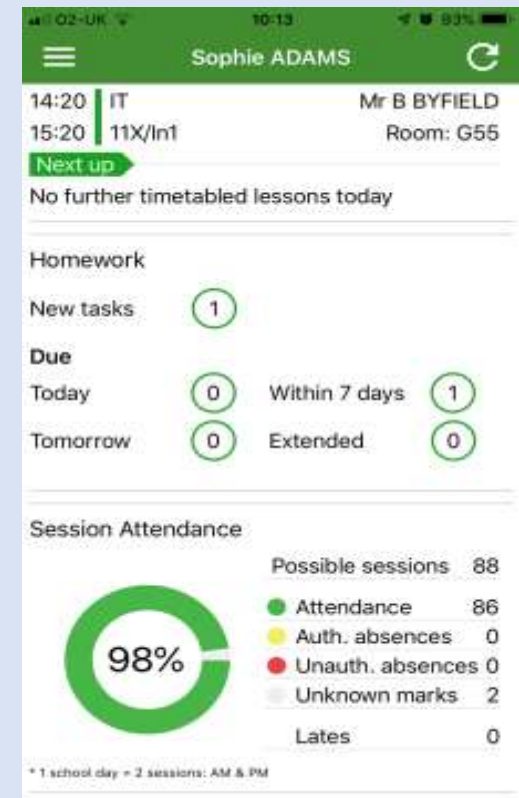 O2-UK 10:13 93%
Sophie ADAMS
14:20 IT Mr B BYFIELD
15:20 11X/In1 Room: G55
Next up
No further timetabled lessons today
Homework
New tasks 1
Due
Today 0 Within 7 days 1
Tomorrow 0 Extended 0
Session Attendance
Possible sessions 88
Attendance 86
Auth. absences 0
98%
Unauth. absences 0
Unknown marks 2
Lates 0
* 1 school day = 2 sessions: AM & PM